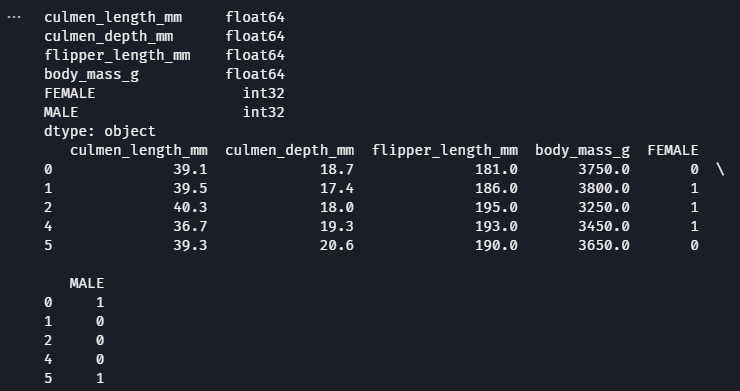 ... culmen_length_mm     float64
culmen_depth_mm      float64
flipper_length_mm    float64
body_mass_g          float64
FEMALE                 int32
MALE                   int32
dtype: object
   culmen_length_mm  culmen_depth_mm  flipper_length_mm  body_mass_g  FEMALE
0              39.1             18.7              181.0       3750.0       0  \
1              39.5             17.4              186.0       3800.0       1
2              40.3             18.0              195.0       3250.0       1
4              36.7             19.3              193.0       3450.0       1
5              39.3             20.6              190.0       3650.0       0
   MALE
0     1
1     0
2     0
4     0
5     1